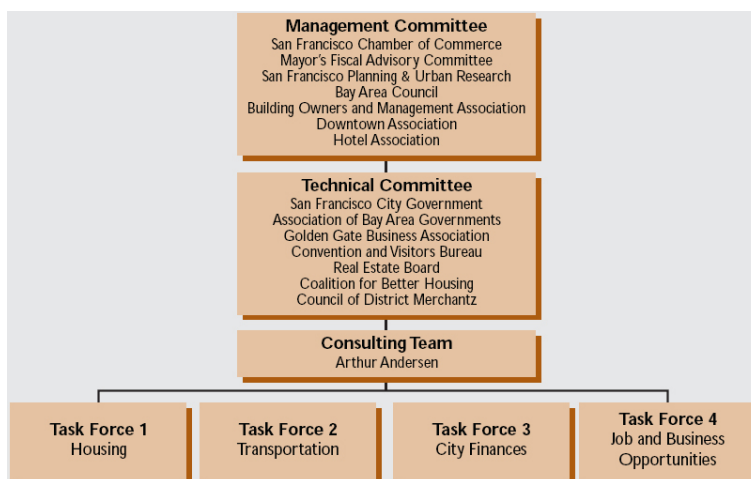 Management Committee
San Francisco Chamber of Commerce
Mayor's Fiscal Advisory Committee
San Francisco Planning & Urban Research
Bay Area Council
Building Owners and Management Association
Downtown Association
Hotel Association
Technical Committee
San Francisco City Government
Association of Bay Area Governments
Golden Gate Business Association
Convention and Visitors Bureau
Real Estate Board
Coalition for Better Housing
Council of District Merchantz
Consulting Team
Arthur Andersen
Task Force 1
Housing
Task Force 2
Transportation
Task Force 3
City Finances
Task Force 4
Job and Business
Opportunities